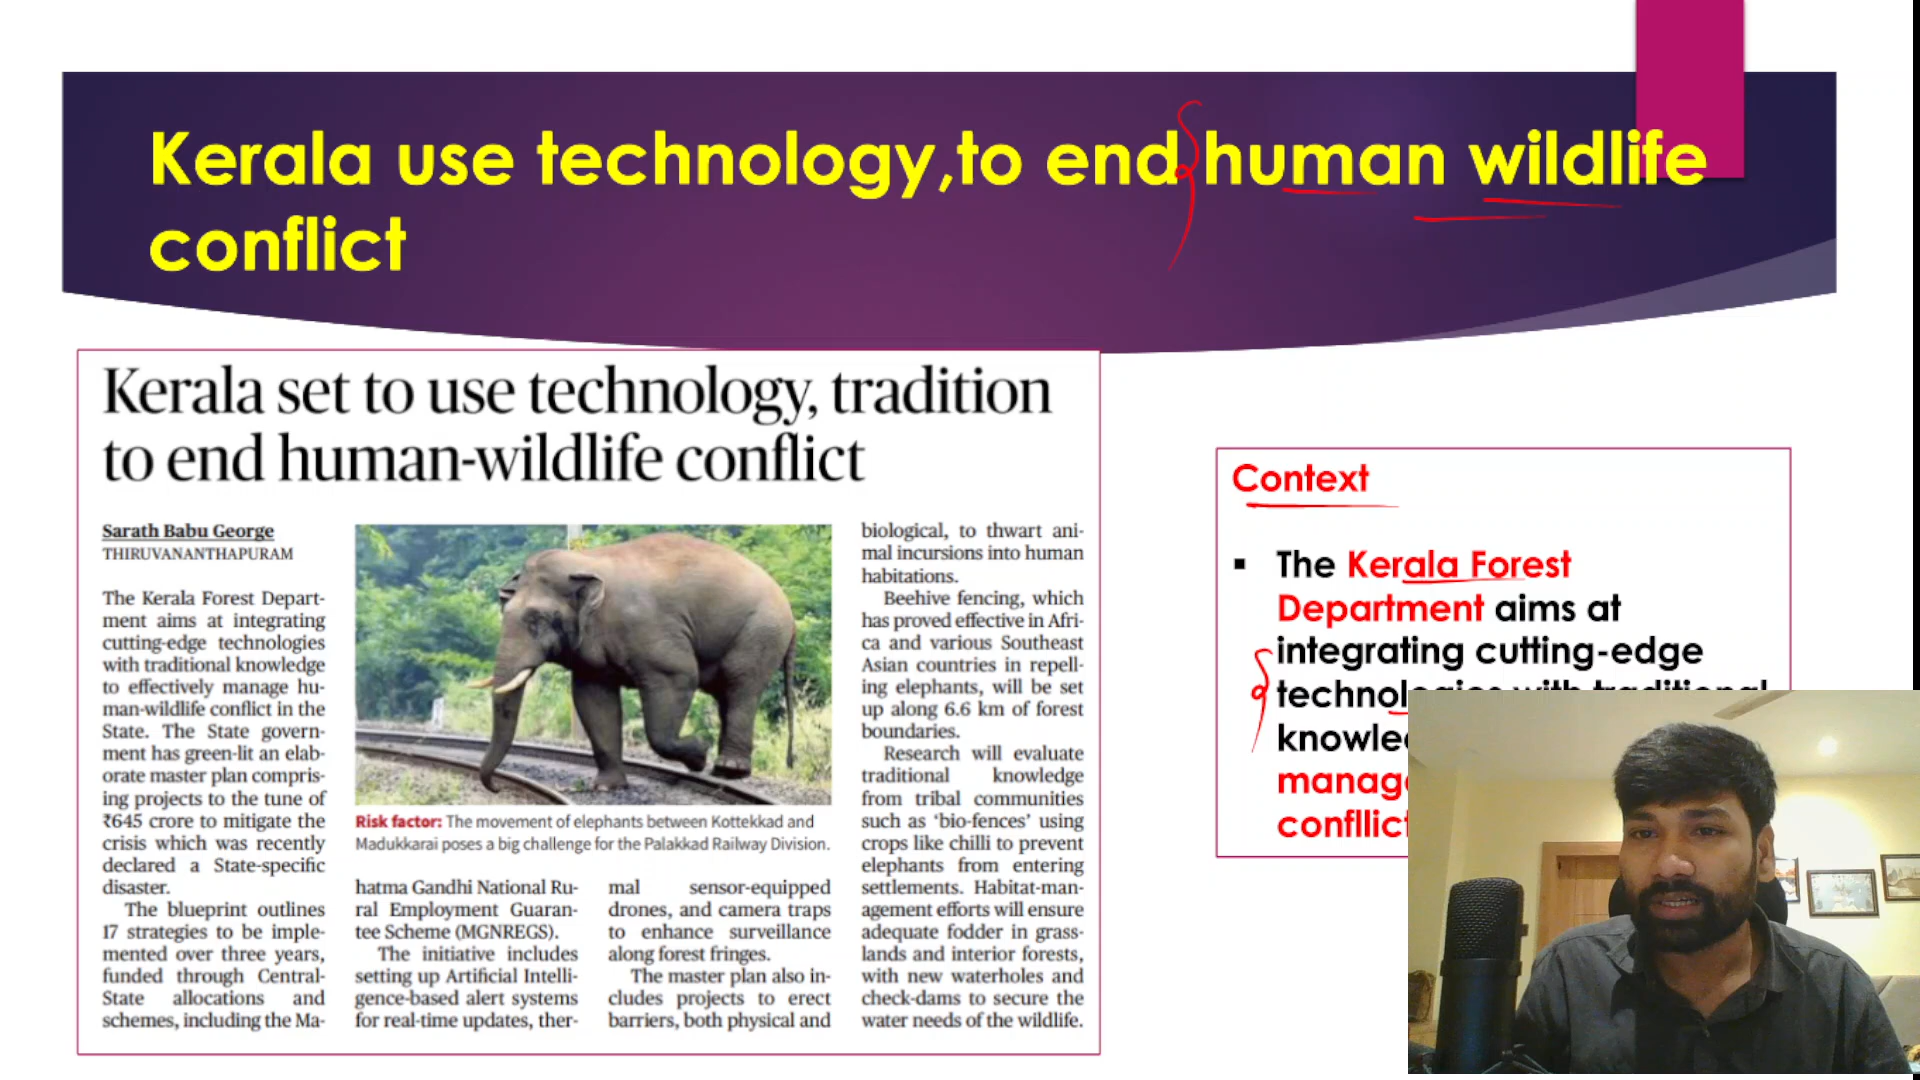 Kerala use technology,to end human wildlife
conflict
Kerala set to use technology, tradition
to end human-wildlife conflict
Sarath Babu George
THIRUVANANTHAPURAM
The Kerala Forest Depart-
ment aims at integrating
cutting-edge technologies
with traditional knowledge
to effectively manage hu-
man-wildlife conflict in the
State. The State govern-
ment has green-lit an elab-
orate master plan compris-
ing projects to the tune of
₹645 crore to mitigate the
crisis which was recently
declared a State-specific
disaster.
The blueprint outlines
17 strategies to be imple-
mented over three years,
funded through Central-
State allocations and
schemes, including the Ma-
Risk factor: The movement of elephants between Kottekkad and
Madukkarai poses a big challenge for the Palakkad Railway Division.
hatma Gandhi National Ru-
ral Employment Guaran-
tee Scheme (MGNREGS).
The initiative includes
setting up Artificial Intelli-
gence-based alert systems
for real-time updates, ther-
mal sensor-equipped
drones, and camera traps
to enhance surveillance
along forest fringes.
The master plan also in-
cludes projects to erect
barriers, both physical and
biological, to thwart ani-
mal incursions into human
habitations.
Beehive fencing, which
has proved effective in Afri-
ca and various Southeast
Asian countries in repell-
ing elephants, will be set
up along 6.6 km of forest
boundaries.
Research will evaluate
traditional knowledge
from tribal communities
such as ‘bio-fences’ using
crops like chilli to prevent
elephants from entering
settlements. Habitat-man-
agement efforts will ensure
adequate fodder in grass-
lands and interior forests,
with new waterholes and
check-dams to secure the
water needs of the wildlife.
Context
▪ The Kerala Forest
Department aims at
integrating cutting-edge
technologies with traditional